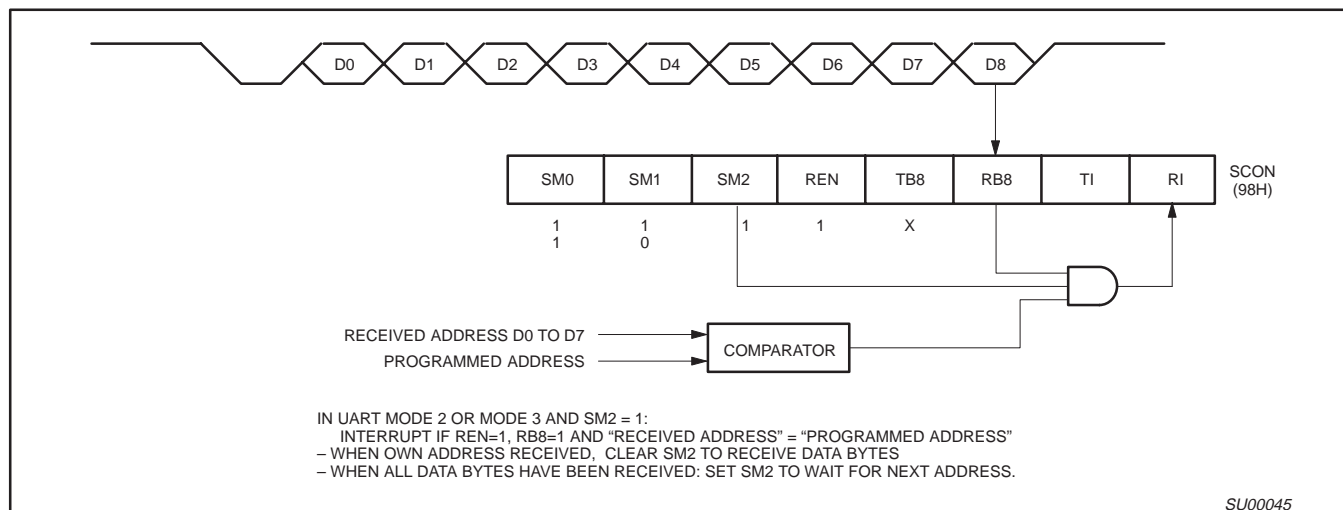 D0 D1 D2 D3 D4 D5 D6 D7 D8
SM0 SM1 SM2 REN TB8 RB8 TI RI
SCON
(98H)
1 1 1 1 X
1 0
RECEIVED ADDRESS D0 TO D7
PROGRAMMED ADDRESS
COMPARATOR
IN UART MODE 2 OR MODE 3 AND SM2 = 1:
INTERRUPT IF REN=1, RB8=1 AND “RECEIVED ADDRESS” = “PROGRAMMED ADDRESS”
– WHEN OWN ADDRESS RECEIVED, CLEAR SM2 TO RECEIVE DATA BYTES
– WHEN ALL DATA BYTES HAVE BEEN RECEIVED: SET SM2 TO WAIT FOR NEXT ADDRESS.
SU00045